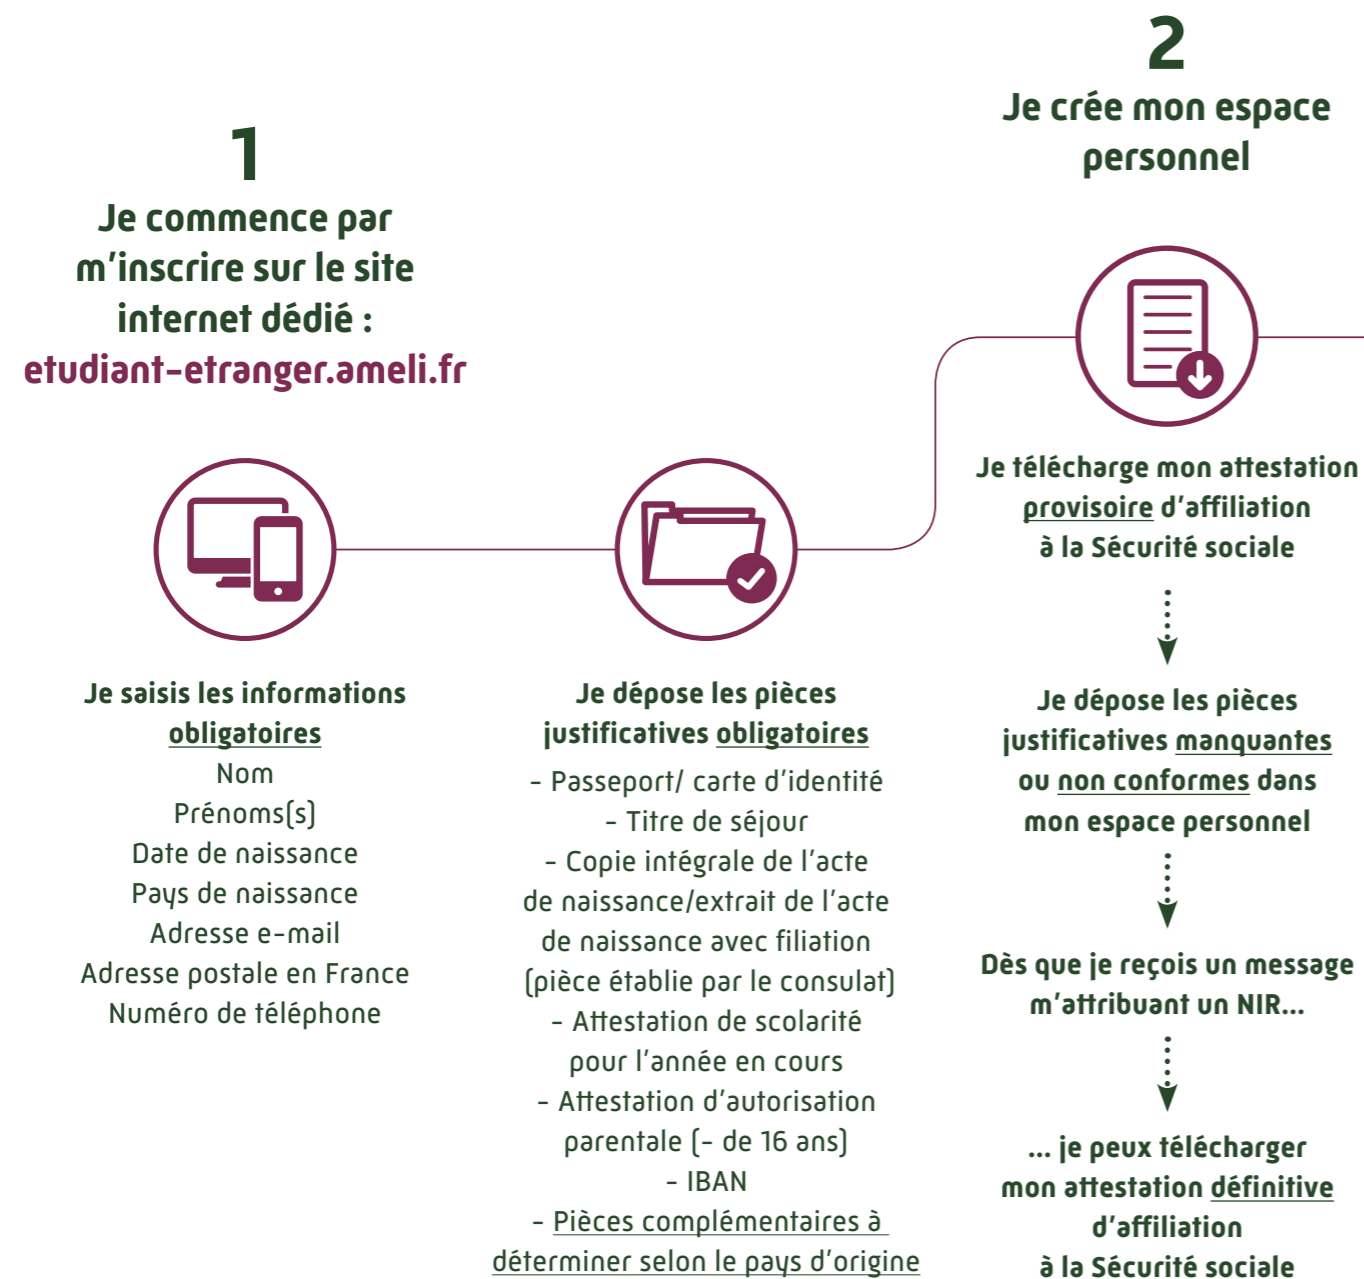 1
Je commence par
m'inscrire sur le site
internet dédié :
etudiant-etranger.ameli.fr
Je saisis les informations
obligatoires
Nom
Prénoms(s)
Date de naissance
Pays de naissance
Adresse e-mail
Adresse postale en France
Numéro de téléphone
Je dépose les pièces
justificatives obligatoires
- Passeport/ carte d'identité
- Titre de séjour
- Copie intégrale de l'acte
de naissance/extrait de l'acte
de naissance avec filiation
(pièce établie par le consulat)
- Attestation de scolarité
pour l'année en cours
- Attestation d'autorisation
parentale (- de 16 ans)
- IBAN
- Pièces complémentaires à
déterminer selon le pays d'origine
2
Je crée mon espace
personnel
Je télécharge mon attestation
provisoire d'affiliation
à la Sécurité sociale
Je dépose les pièces
justificatives manquantes
ou non conformes dans
mon espace personnel
Dès que je reçois un message
m'attribuant un NIR...
... je peux télécharger
mon attestation définitive
d'affiliation
à la Sécurité sociale